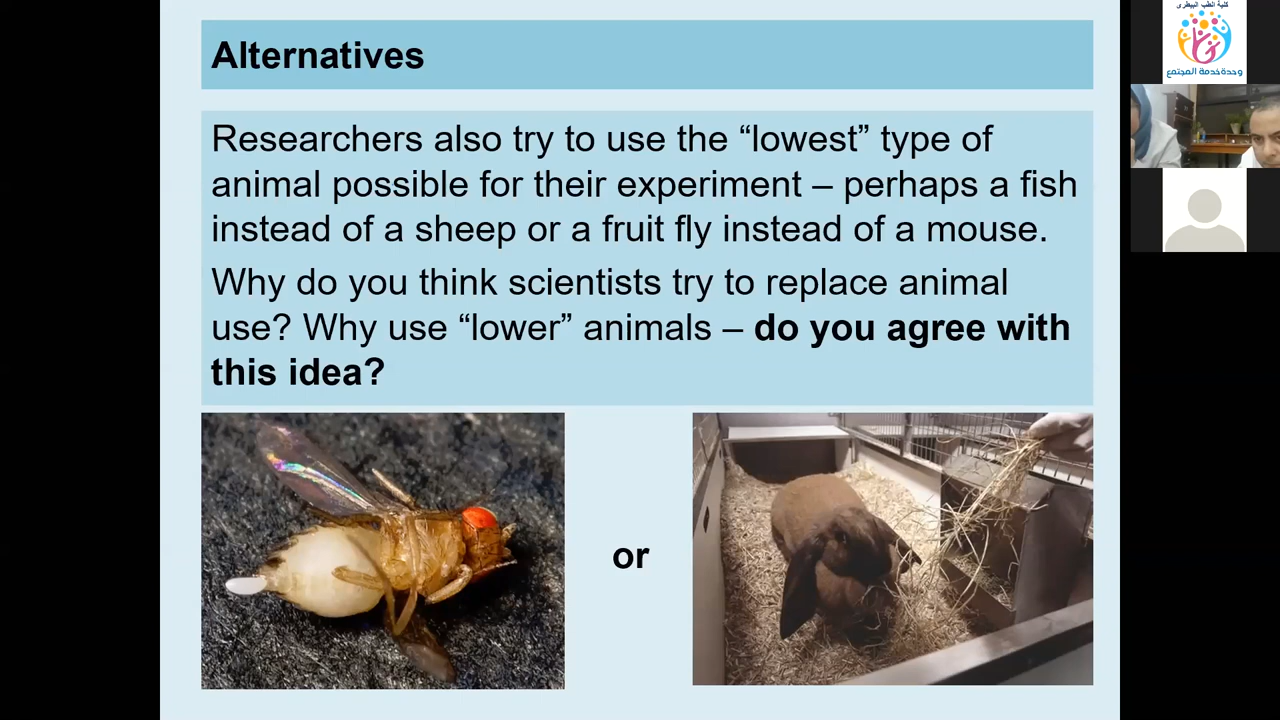 Alternatives
Researchers also try to use the “lowest” type of
animal possible for their experiment – perhaps a fish
instead of a sheep or a fruit fly instead of a mouse.
Why do you think scientists try to replace animal
use? Why use “lower” animals – do you agree with
this idea?
or
كلية الطب البيطرى
وحدة خدمة المجتمع